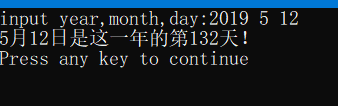 input year,month,day:2019 5 12
5月12日是这一年的第132天!
Press any key to continue